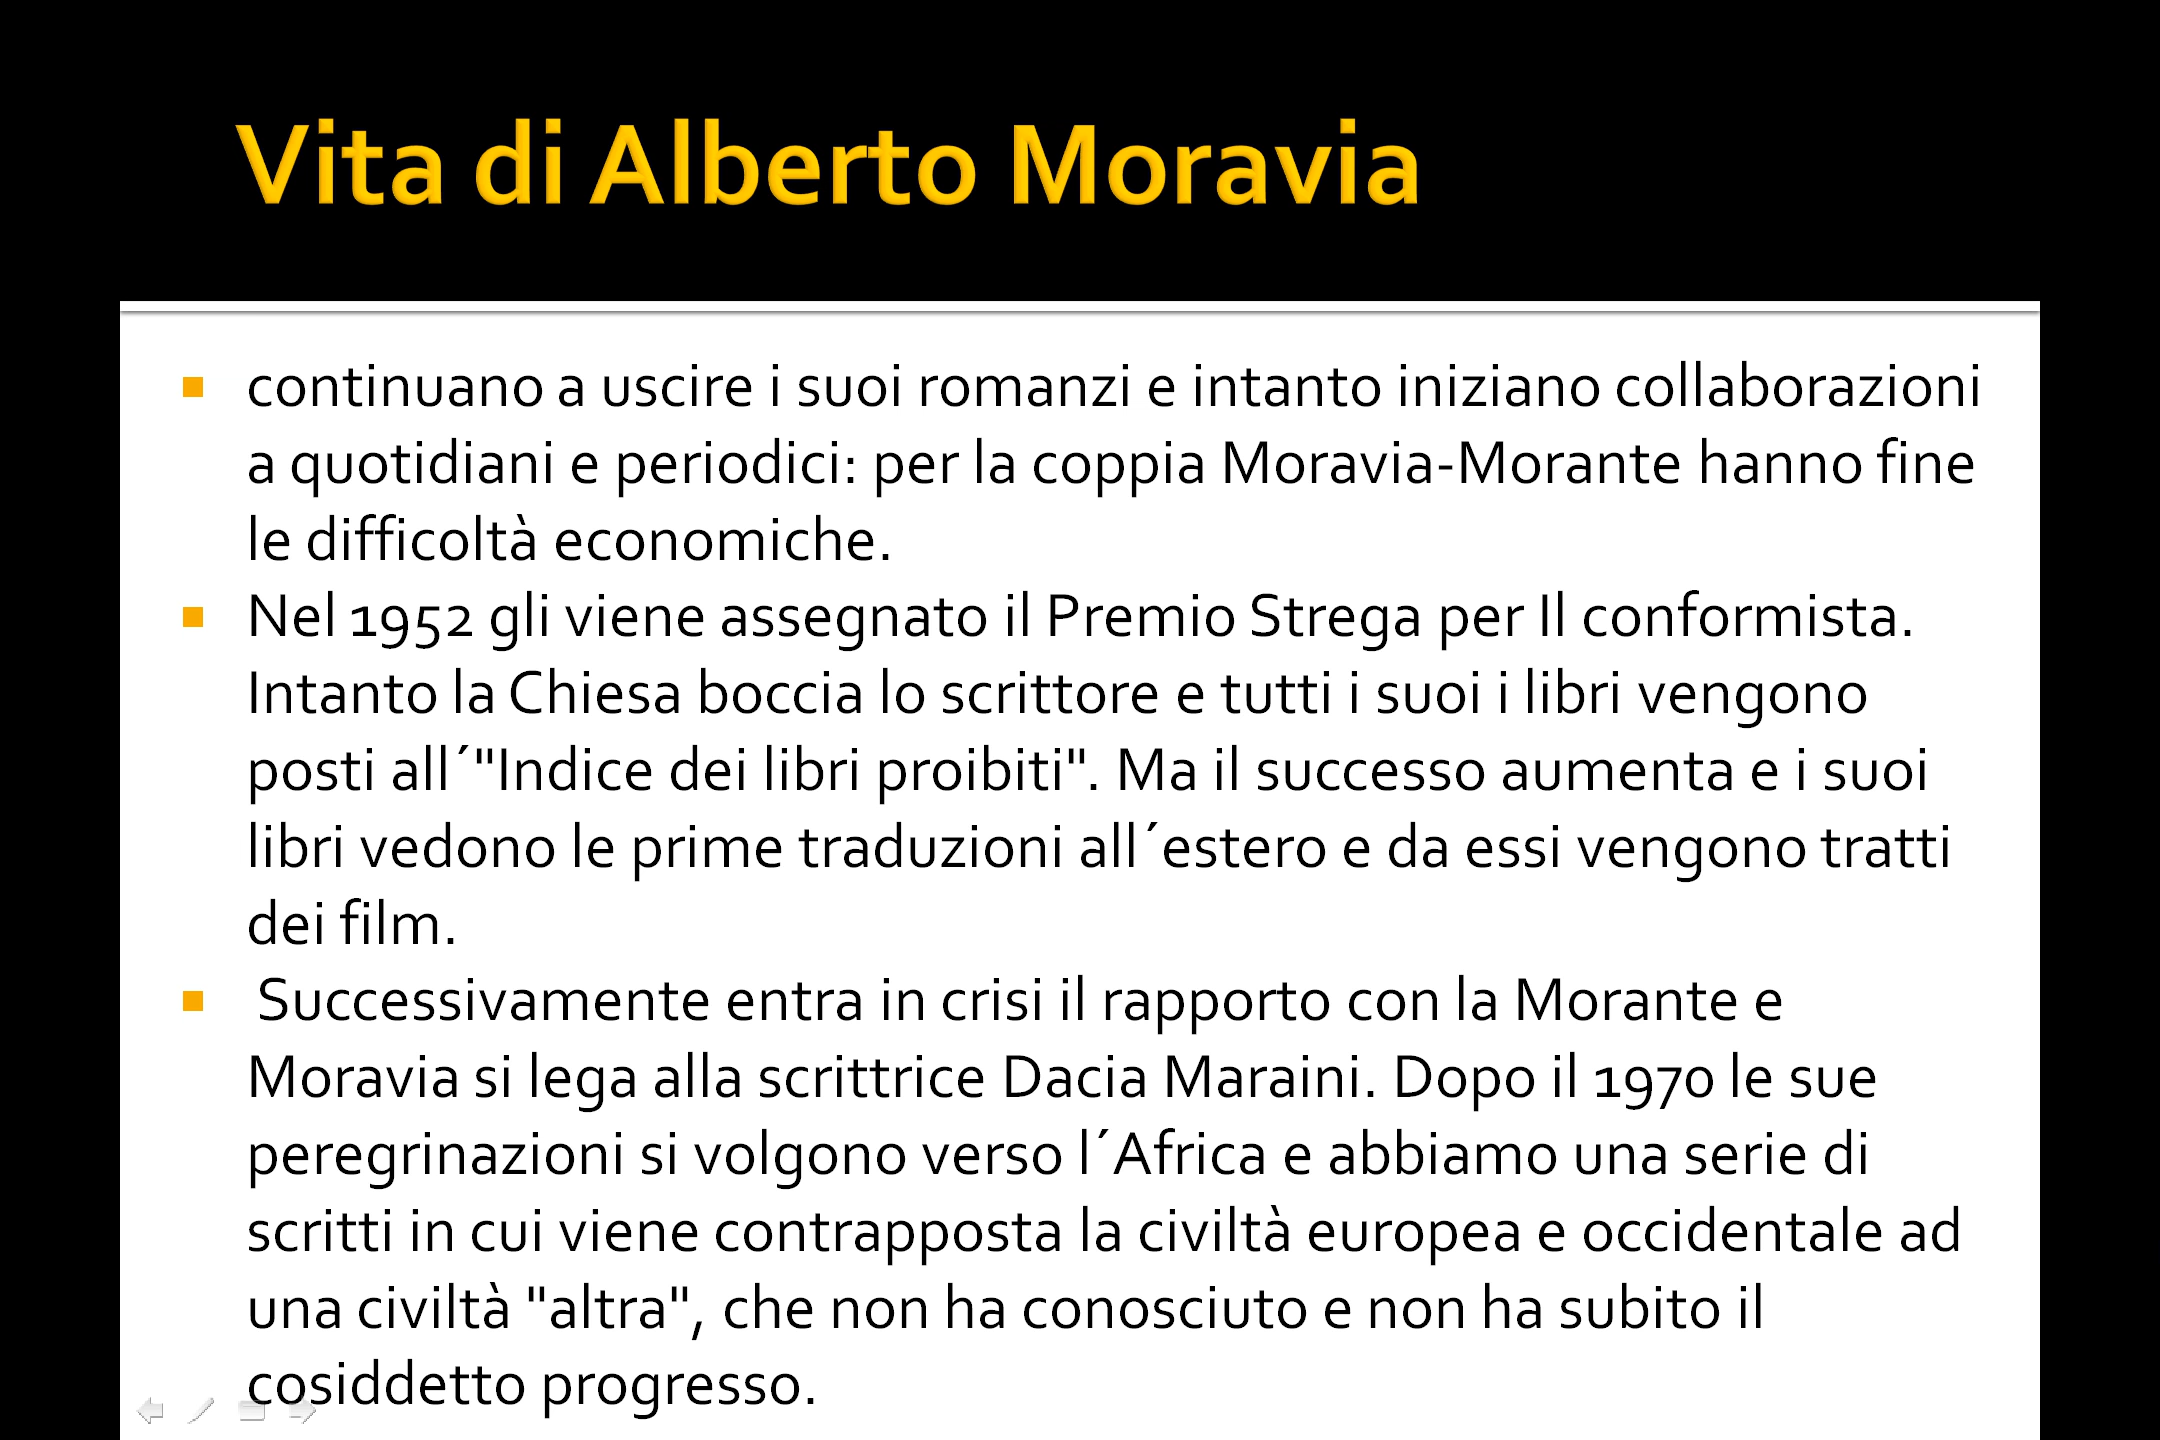 Vita di Alberto Moravia
continuano a uscire i suoi romanzi e intanto iniziano collaborazioni
a quotidiani e periodici: per la coppia Moravia-Morante hanno fine
le difficoltà economiche.
Nel 1952 gli viene assegnato il Premio Strega per Il conformista.
Intanto la Chiesa boccia lo scrittore e tutti i suoi i libri vengono
posti all´"Indice dei libri proibiti". Ma il successo aumenta e i suoi
libri vedono le prime traduzioni all´estero e da essi vengono tratti
dei film.
Successivamente entra in crisi il rapporto con la Morante e
Moravia si lega alla scrittrice Dacia Maraini. Dopo il 1970 le sue
peregrinazioni si volgono verso l´Africa e abbiamo una serie di
scritti in cui viene contrapposta la civiltà europea e occidentale ad
una civiltà "altra", che non ha conosciuto e non ha subito il
cosiddetto progresso.